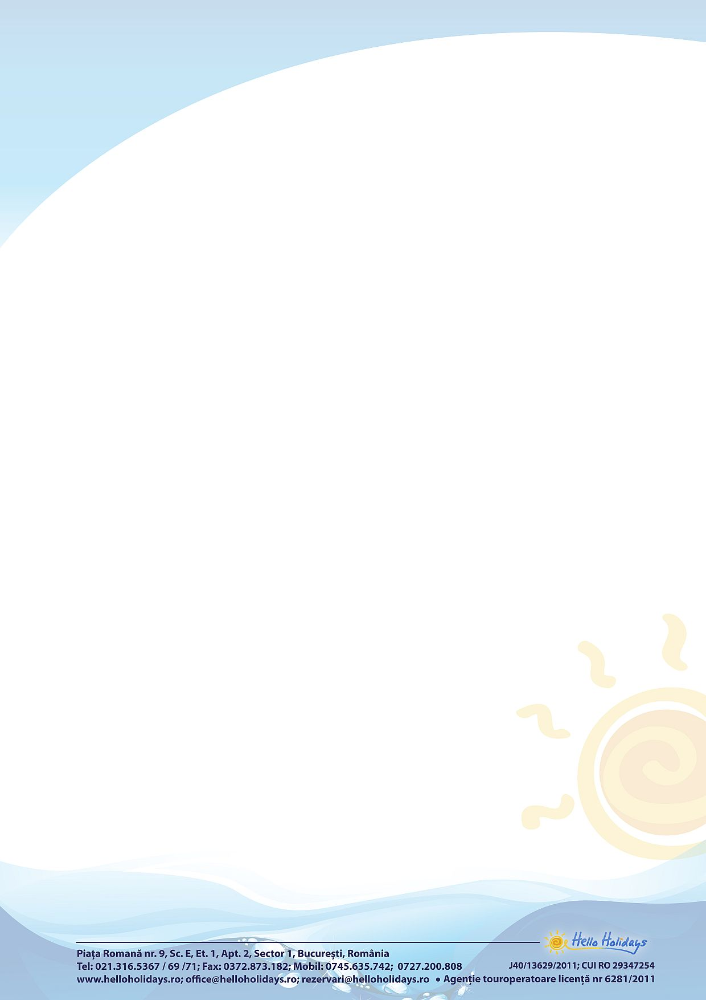 Hello Holidays
Piața Romană nr. 9, Sc. E, Et. 1, Apt. 2, Sector 1, București, România
Tel: 021.316.5367 / 69 /71; Fax: 0372.873.182; Mobil: 0745.635.742; 0727.200.808
J40/13629/2011; CUI RO 29347254
www.helloholidays.ro; office@helloholidays.ro; rezervari@helloholidays.ro • Agenție touroperatoare licență nr 6281/2011